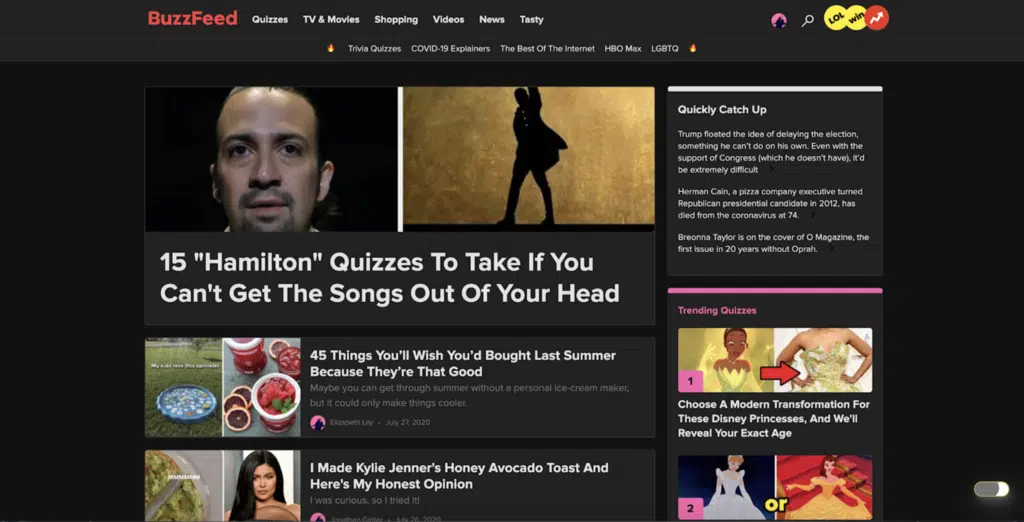 BuzzFeed
Quizzes TV & Movies Shopping Videos News Tasty
LOL win
Trivia Quizzes COVID-19 Explainers The Best Of The Internet HBO Max LGBTQ
15 "Hamilton" Quizzes To Take If You
Can't Get The Songs Out Of Your Head
My kids love this sprinkler
45 Things You’ll Wish You’d Bought Last Summer
Because They’re That Good
Maybe you can get through summer without a personal ice-cream maker,
but it could only make things cooler.
Elizabeth Lily • July 27, 2020
MMMMMM
I Made Kylie Jenner's Honey Avocado Toast And
Here's My Honest Opinion
I was curious, so I tried it!
July 26, 2020
Quickly Catch Up
Trump floated the idea of delaying the election,
something he can’t do on his own. Even with the
support of Congress (which he doesn’t have), it’d
be extremely difficult
Herman Cain, a pizza company executive turned
Republican presidential candidate in 2012, has
died from the coronavirus at 74.
Breonna Taylor is on the cover of O Magazine, the
first issue in 20 years without Oprah.
Trending Quizzes
1
Choose A Modern Transformation For
These Disney Princesses, And We’ll
Reveal Your Exact Age
2
or